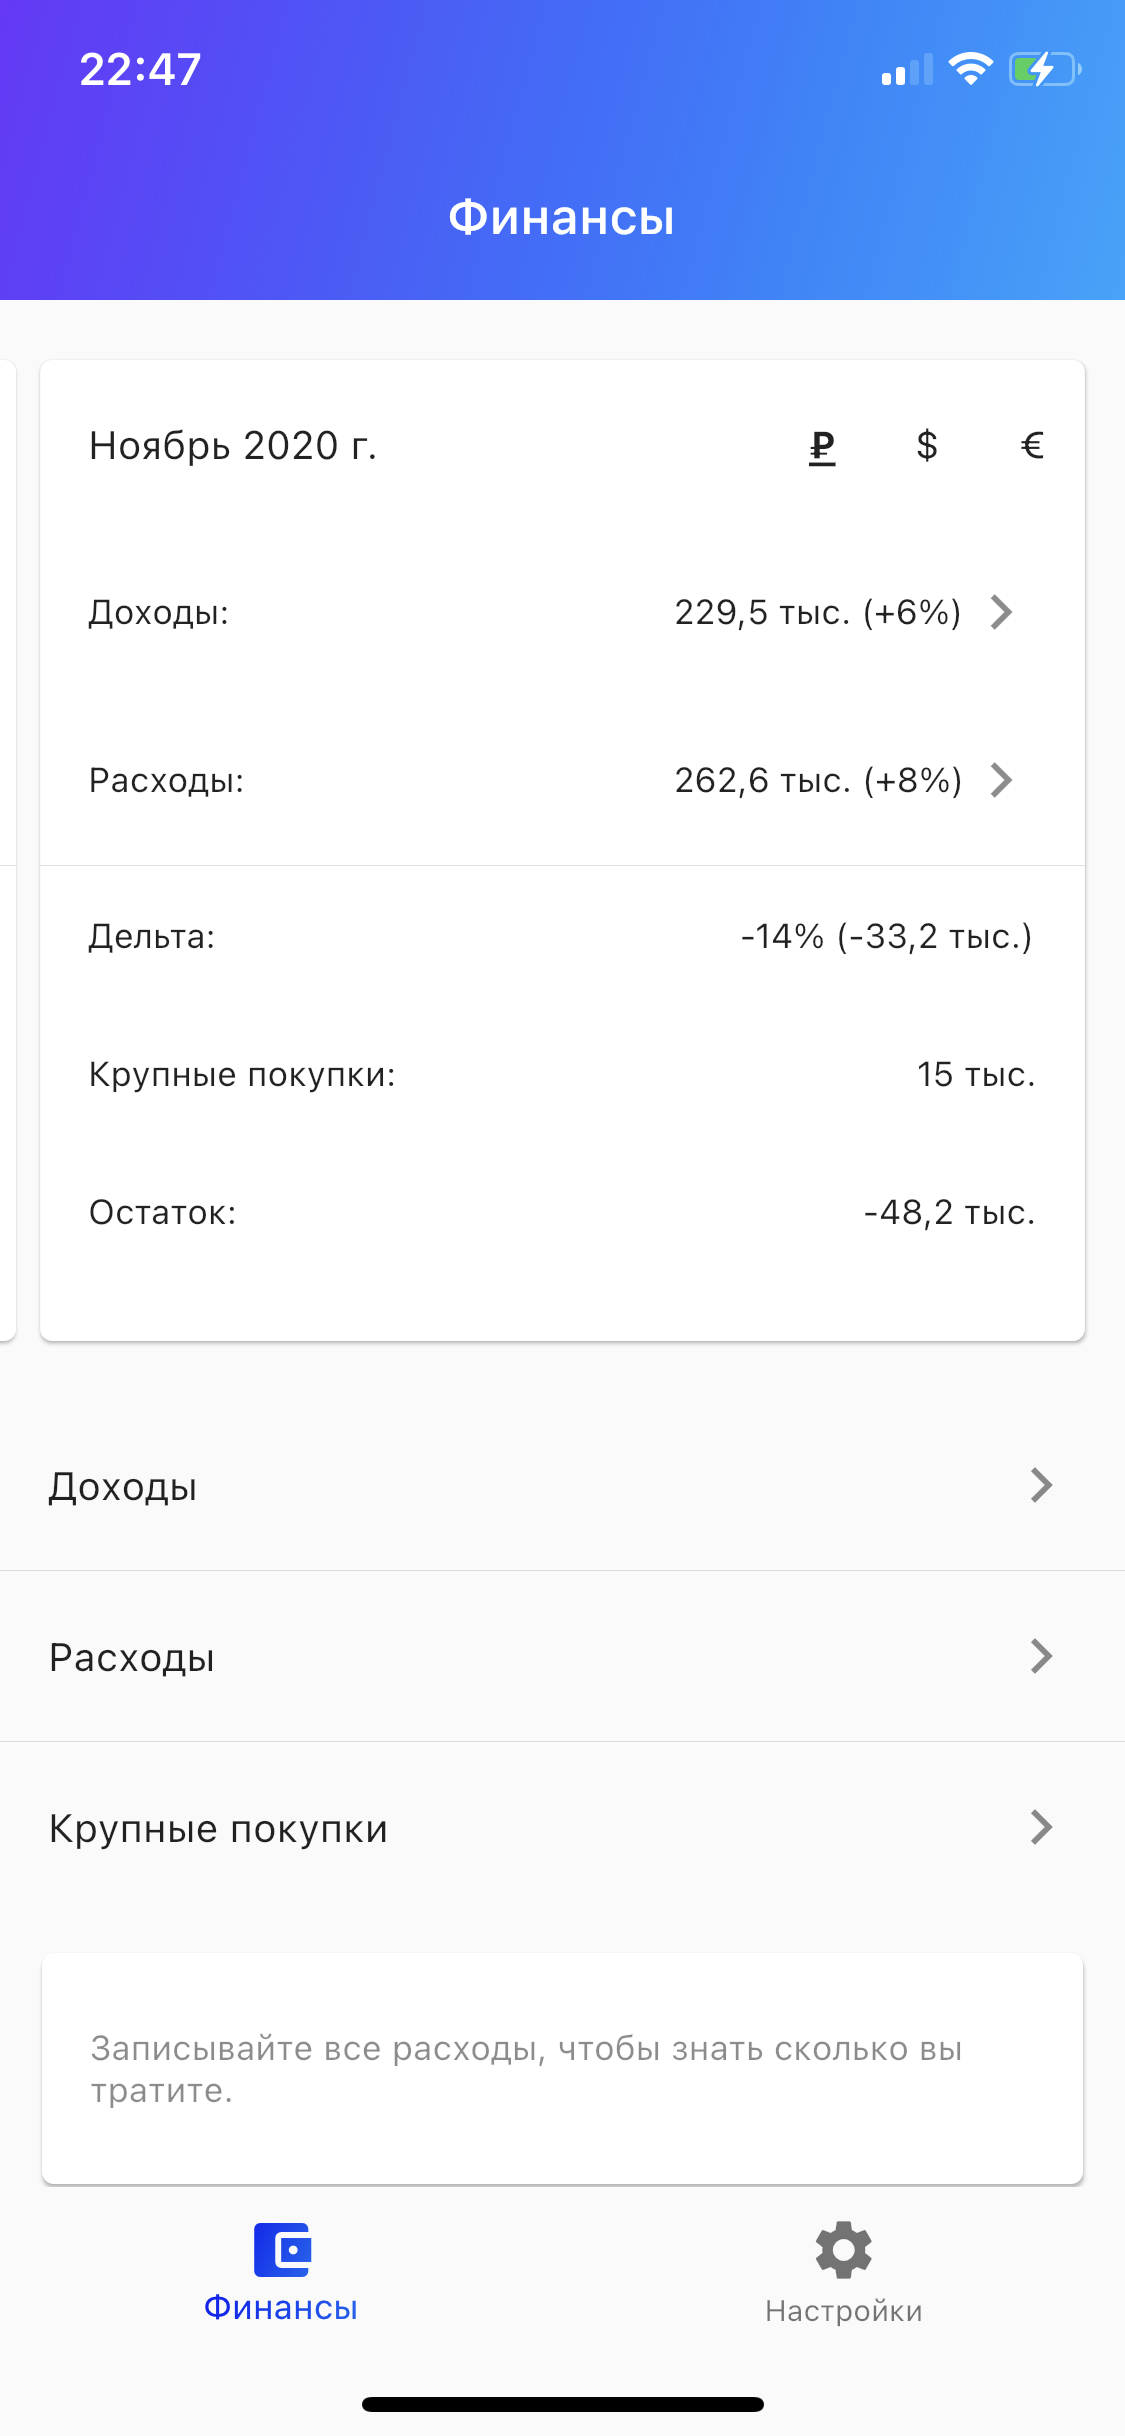 22:47
Финансы
Ноябрь 2020 г. ₽ $ €
Доходы: 229,5 тыс. (+6%)
Расходы: 262,6 тыс. (+8%)
Дельта: -14% (-33,2 тыс.)
Крупные покупки: 15 тыс.
Остаток: -48,2 тыс.
Доходы
Расходы
Крупные покупки
Записывайте все расходы, чтобы знать сколько вы
тратите.
Финансы
Настройки